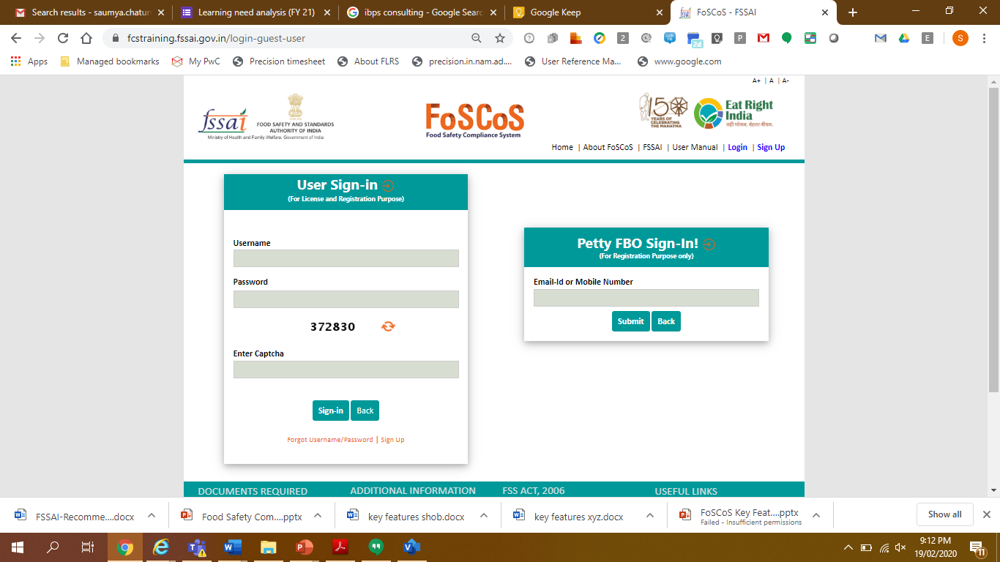 Search results - saumya.chatur
Learning need analysis (FY 21)
ibps consulting - Google Searc
Google Keep
FoSCoS - FSSAI
fcstraining.fssai.gov.in/login-guest-user
2
2d
P
E
S
Apps
Managed bookmarks
My PwC
Precision timesheet
About FLRS
precision.in.nam.ad....
User Reference Ma...
www.google.com
A+ | A | A-
fssai
FOOD SAFETY AND STANDARDS
AUTHORITY OF INDIA
Ministry of Health and Family Welfare, Government of India
FoSCoS
Food Safety Compliance System
150
YEARS OF
CELEBRATING
THE MAHATMA
Eat Right
India
सही भोजन. बेहतर जीवन.
Home | About FoSCoS | FSSAI | User Manual | Login | Sign Up
User Sign-in
(For License and Registration Purpose)
Username
Password
372830
Enter Captcha
Sign-in Back
Forgot Username/Password | Sign Up
Petty FBO Sign-In!
(For Registration Purpose only)
Email-Id or Mobile Number
Submit Back
DOCUMENTS REQUIRED
ADDITIONAL INFORMATION
FSS ACT, 2006
USEFUL LINKS
FSSAI-Recomme....docx
Food Safety Com....pptx
key features shob.docx
key features xyz.docx
FoSCoS Key Feat....pptx
Failed - Insufficient permissions
Show all
9:12 PM
19/02/2020
11